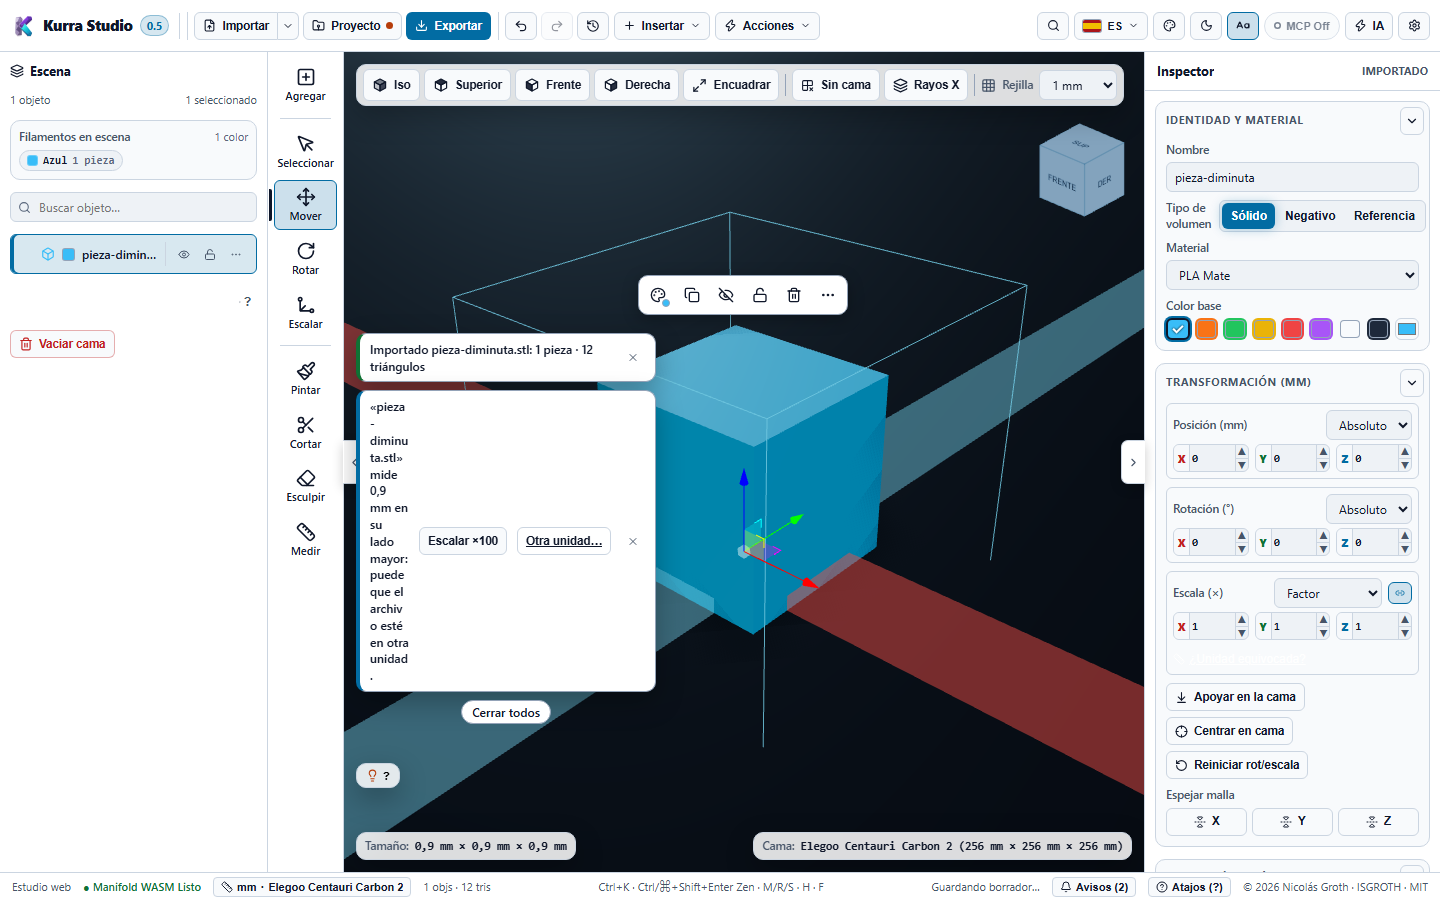 Kurra Studio 0.5
Importar
Proyecto
Exportar
Insertar
Acciones
ES
Aα
MCP Off
IA
Escena
1 objeto
1 seleccionado
Filamentos en escena
1 color
Azul 1 pieza
Buscar objeto...
pieza-dimin...
· ?
Vaciar cama
Agregar
Seleccionar
Mover
Rotar
Escalar
Pintar
Cortar
Esculpir
Medir
Iso
Superior
Frente
Derecha
Encuadrar
Sin cama
Rayos X
Rejilla
1 mm
SUP
FRENTE
DER
Importado pieza-diminuta.stl: 1 pieza · 12
triángulos
«pieza
-
diminu
ta.stl»
mide
0,9
mm en
su
lado
mayor:
puede
que el
archiv
o esté
en otra
unidad
.
Escalar ×100
Otra unidad...
Cerrar todos
?
Tamaño: 0,9 mm × 0,9 mm × 0,9 mm
Cama: Elegoo Centauri Carbon 2 (256 mm × 256 mm × 256 mm)
Inspector
IMPORTADO
IDENTIDAD Y MATERIAL
Nombre
pieza-diminuta
Tipo de
volumen
Sólido
Negativo
Referencia
Material
PLA Mate
Color base
TRANSFORMACIÓN (MM)
Posición (mm)
Absoluto
X 0
Y 0
Z 0
Rotación (°)
Absoluto
X 0
Y 0
Z 0
Escala (×)
Factor
X 1
Y 1
Z 1
Apoyar en la cama
Centrar en cama
Reiniciar rot/escala
Espejar malla
X
Y
Z
Estudio web
Manifold WASM Listo
mm · Elegoo Centauri Carbon 2
1 objs · 12 tris
Ctrl+K · Ctrl/⌘+Shift+Enter Zen · M/R/S · H · F
Guardando borrador...
Avisos (2)
Atajos (?)
© 2026 Nicolás Groth · ISGROTH · MIT